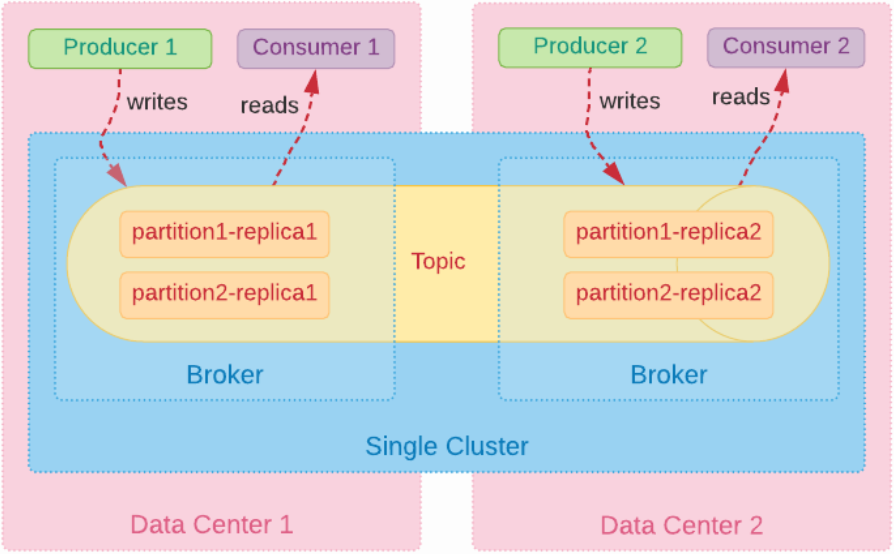 Producer 1
Consumer 1
Producer 2
Consumer 2
writes
reads
writes
reads
partition1-replica1
partition1-replica2
Topic
partition2-replica1
partition2-replica2
Broker
Broker
Single Cluster
Data Center 1
Data Center 2